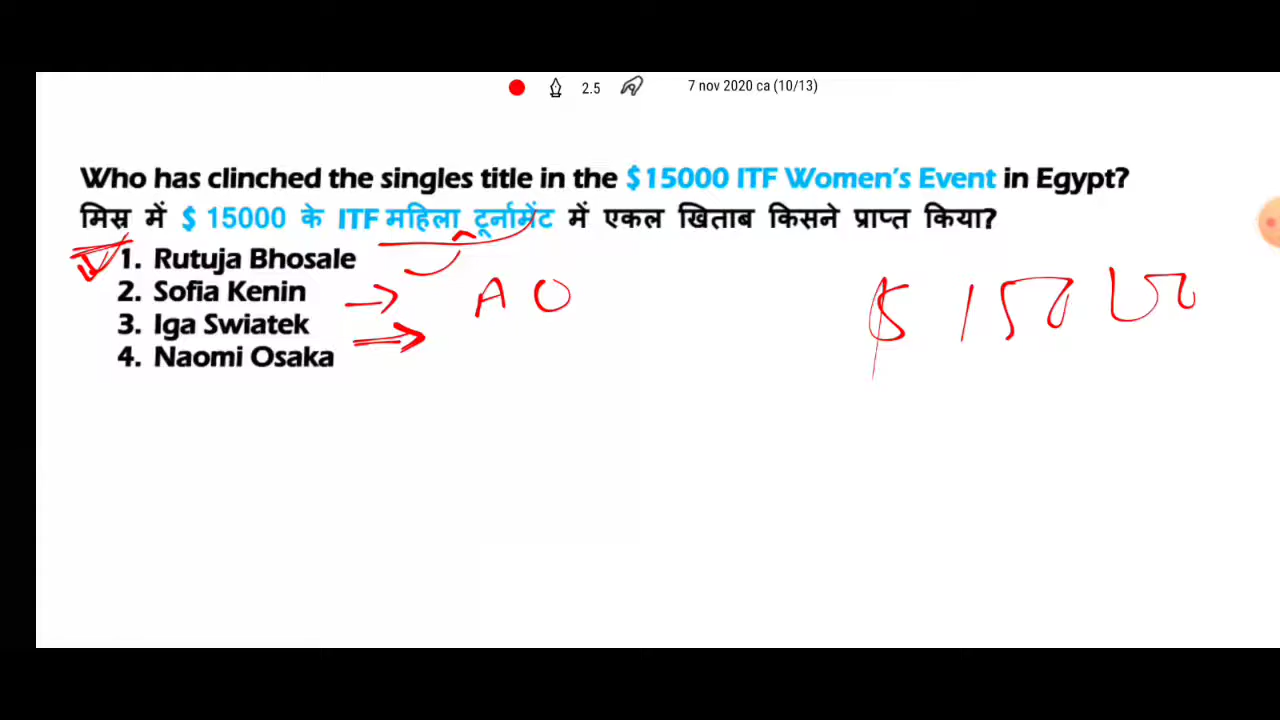 2.5 7 nov 2020 ca (10/13)
Who has clinched the singles title in the $15000 ITF Women's Event in Egypt?
मिस्र में $ 15000 के ITF महिला टूर्नामेंट में एकल खिताब किसने प्राप्त किया?
1. Rutuja Bhosale
2. Sofia Kenin → A O
3. Iga Swiatek
4. Naomi Osaka
$ 15000